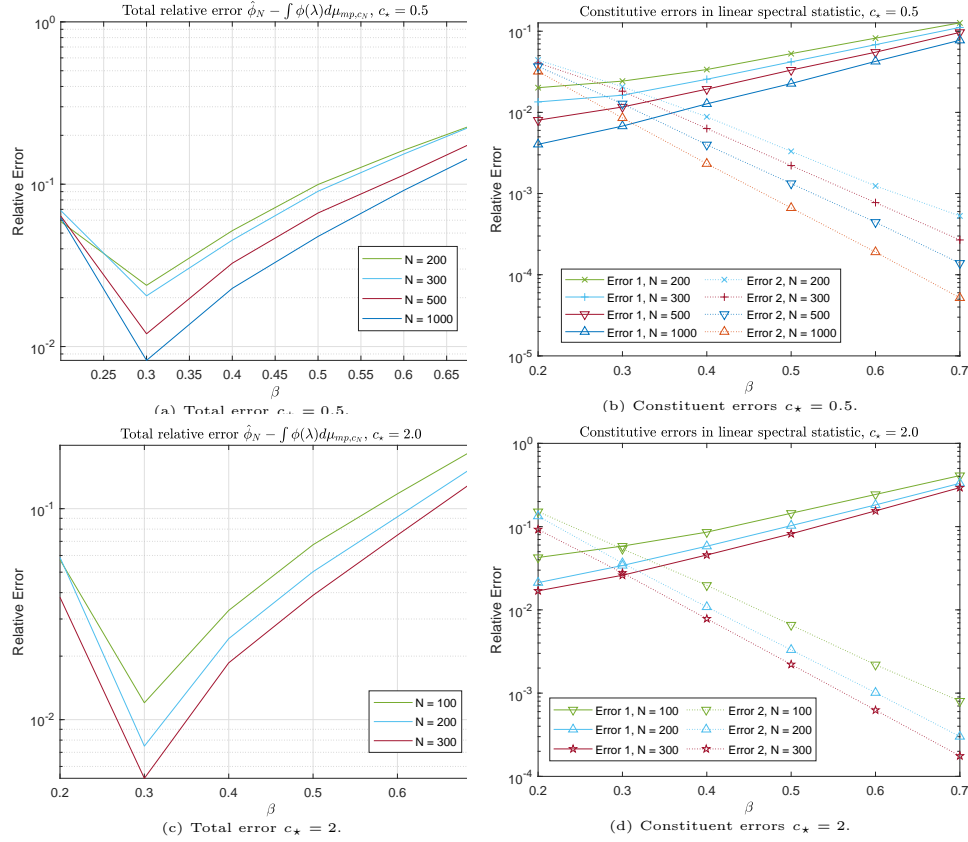 Total relative error $\hat{\phi}_N - \int \phi(\lambda)d\mu_{mp,c_N}$, $c_\star = 0.5$
10^0
10^{-1}
10^{-2}
Relative Error
N = 200
N = 300
N = 500
N = 1000
0.25 0.3 0.35 0.4 0.45 0.5 0.55 0.6 0.65
β
(a) Total error $c_\star = 0.5$.
Constitutive errors in linear spectral statistic, $c_\star = 0.5$
10^{-1}
10^{-2}
10^{-3}
10^{-4}
10^{-5}
Relative Error
Error 1, N = 200 Error 2, N = 200
Error 1, N = 300 Error 2, N = 300
Error 1, N = 500 Error 2, N = 500
Error 1, N = 1000 Error 2, N = 1000
0.2 0.3 0.4 0.5 0.6 0.7
β
(b) Constituent errors $c_\star = 0.5$.
Total relative error $\hat{\phi}_N - \int \phi(\lambda)d\mu_{mp,c_N}$, $c_\star = 2.0$
10^{-1}
10^{-2}
Relative Error
N = 100
N = 200
N = 300
0.2 0.3 0.4 0.5 0.6
β
(c) Total error $c_\star = 2$.
Constitutive errors in linear spectral statistic, $c_\star = 2.0$
10^0
10^{-1}
10^{-2}
10^{-3}
10^{-4}
Relative Error
Error 1, N = 100 Error 2, N = 100
Error 1, N = 200 Error 2, N = 200
Error 1, N = 300 Error 2, N = 300
0.2 0.3 0.4 0.5 0.6 0.7
β
(d) Constituent errors $c_\star = 2$.